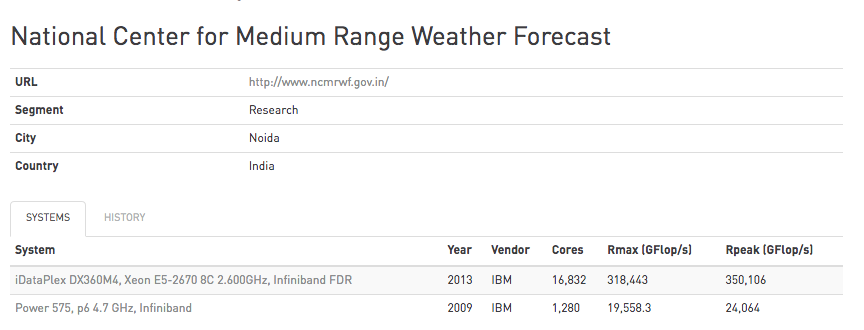 National Center for Medium Range Weather Forecast
URL http://www.ncmrwf.gov.in/
Segment Research
City Noida
Country India
SYSTEMS HISTORY
System Year Vendor Cores Rmax (GFlop/s) Rpeak (GFlop/s)
iDataPlex DX360M4, Xeon E5-2670 8C 2.600GHz, Infiniband FDR 2013 IBM 16,832 318,443 350,106
Power 575, p6 4.7 GHz, Infiniband 2009 IBM 1,280 19,558.3 24,064